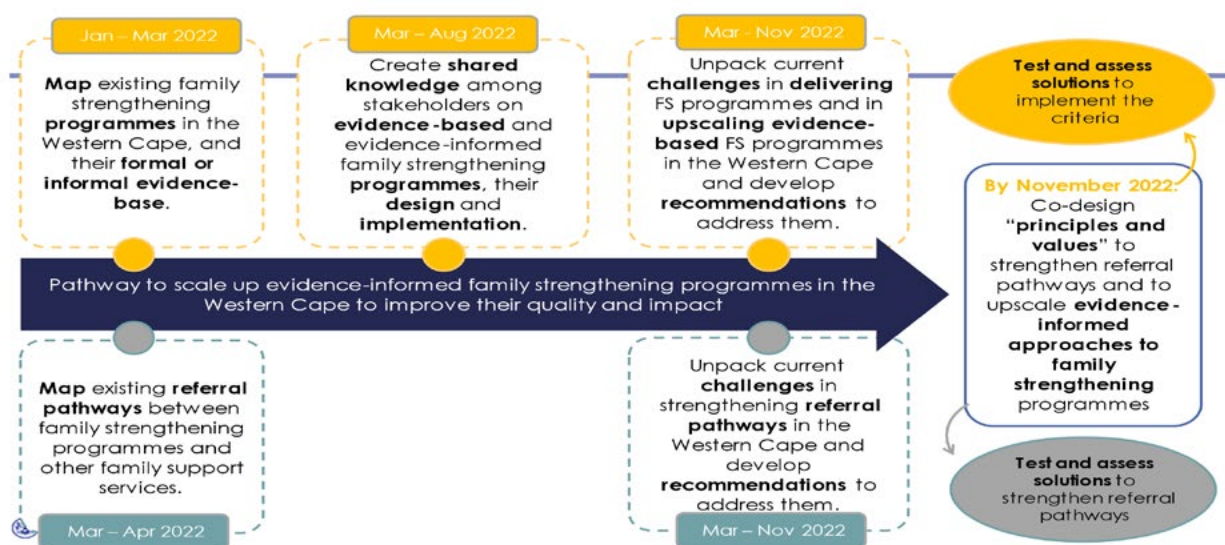 Jan – Mar 2022
Map existing family
strengthening
programmes in the
Western Cape, and
their formal or
informal evidence-
base.
Mar – Aug 2022
Create shared
knowledge among
stakeholders on
evidence-based and
evidence-informed
family strengthening
programmes, their
design and
implementation.
Mar - Nov 2022
Unpack current
challenges in delivering
FS programmes and in
upscaling evidence-
based FS programmes
in the Western Cape
and develop
recommendations to
address them.
Pathway to scale up evidence-informed family strengthening programmes in the
Western Cape to improve their quality and impact
Map existing referral
pathways between
family strengthening
programmes and
other family support
services.
Mar – Apr 2022
Unpack current
challenges in
strengthening referral
pathways in the
Western Cape and
develop
recommendations to
address them.
Mar – Nov 2022
Test and assess
solutions to
implement the
criteria
By November 2022:
Co-design
“principles and
values” to
strengthen referral
pathways and to
upscale evidence-
informed
approaches to
family
strengthening
programmes
Test and assess
solutions to
strengthen referral
pathways